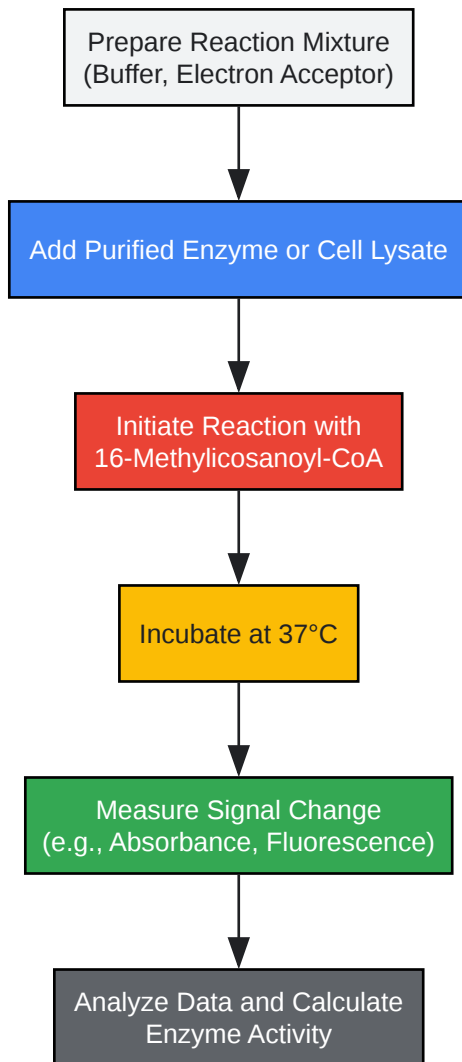 Prepare Reaction Mixture
(Buffer, Electron Acceptor)
Add Purified Enzyme or Cell Lysate
Initiate Reaction with
16-Methylicosanoyl-CoA
Incubate at 37°C
Measure Signal Change
(e.g., Absorbance, Fluorescence)
Analyze Data and Calculate
Enzyme Activity